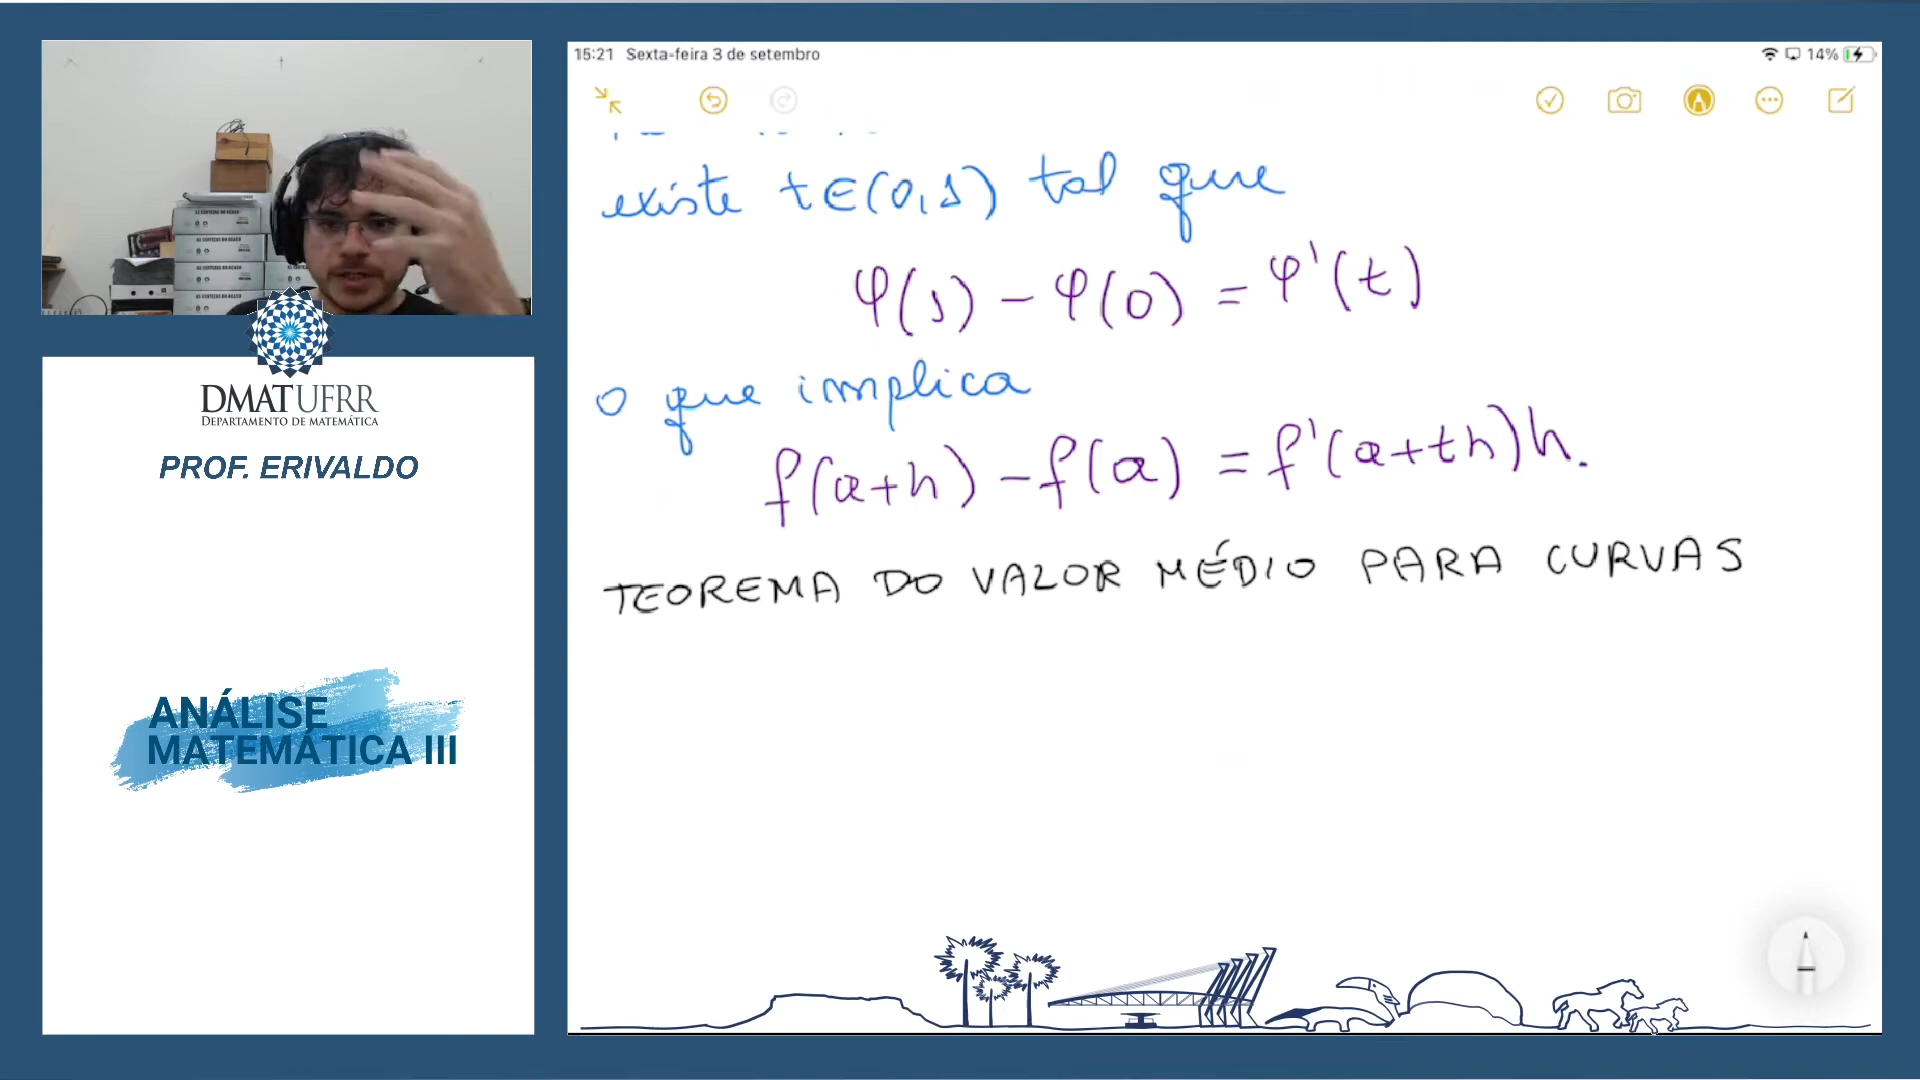 15:21 Sexta-feira 3 de setembro
14%
existe t∈(0,1) tal que
φ(1) - φ(0) = φ'(t)
o que implica
f(a+h) - f(a) = f'(a+th)h.
TEOREMA DO VALOR MÉDIO PARA CURVAS
DMATUFRR
DEPARTAMENTO DE MATEMÁTICA
PROF. ERIVALDO
ANÁLISE
MATEMÁTICA III